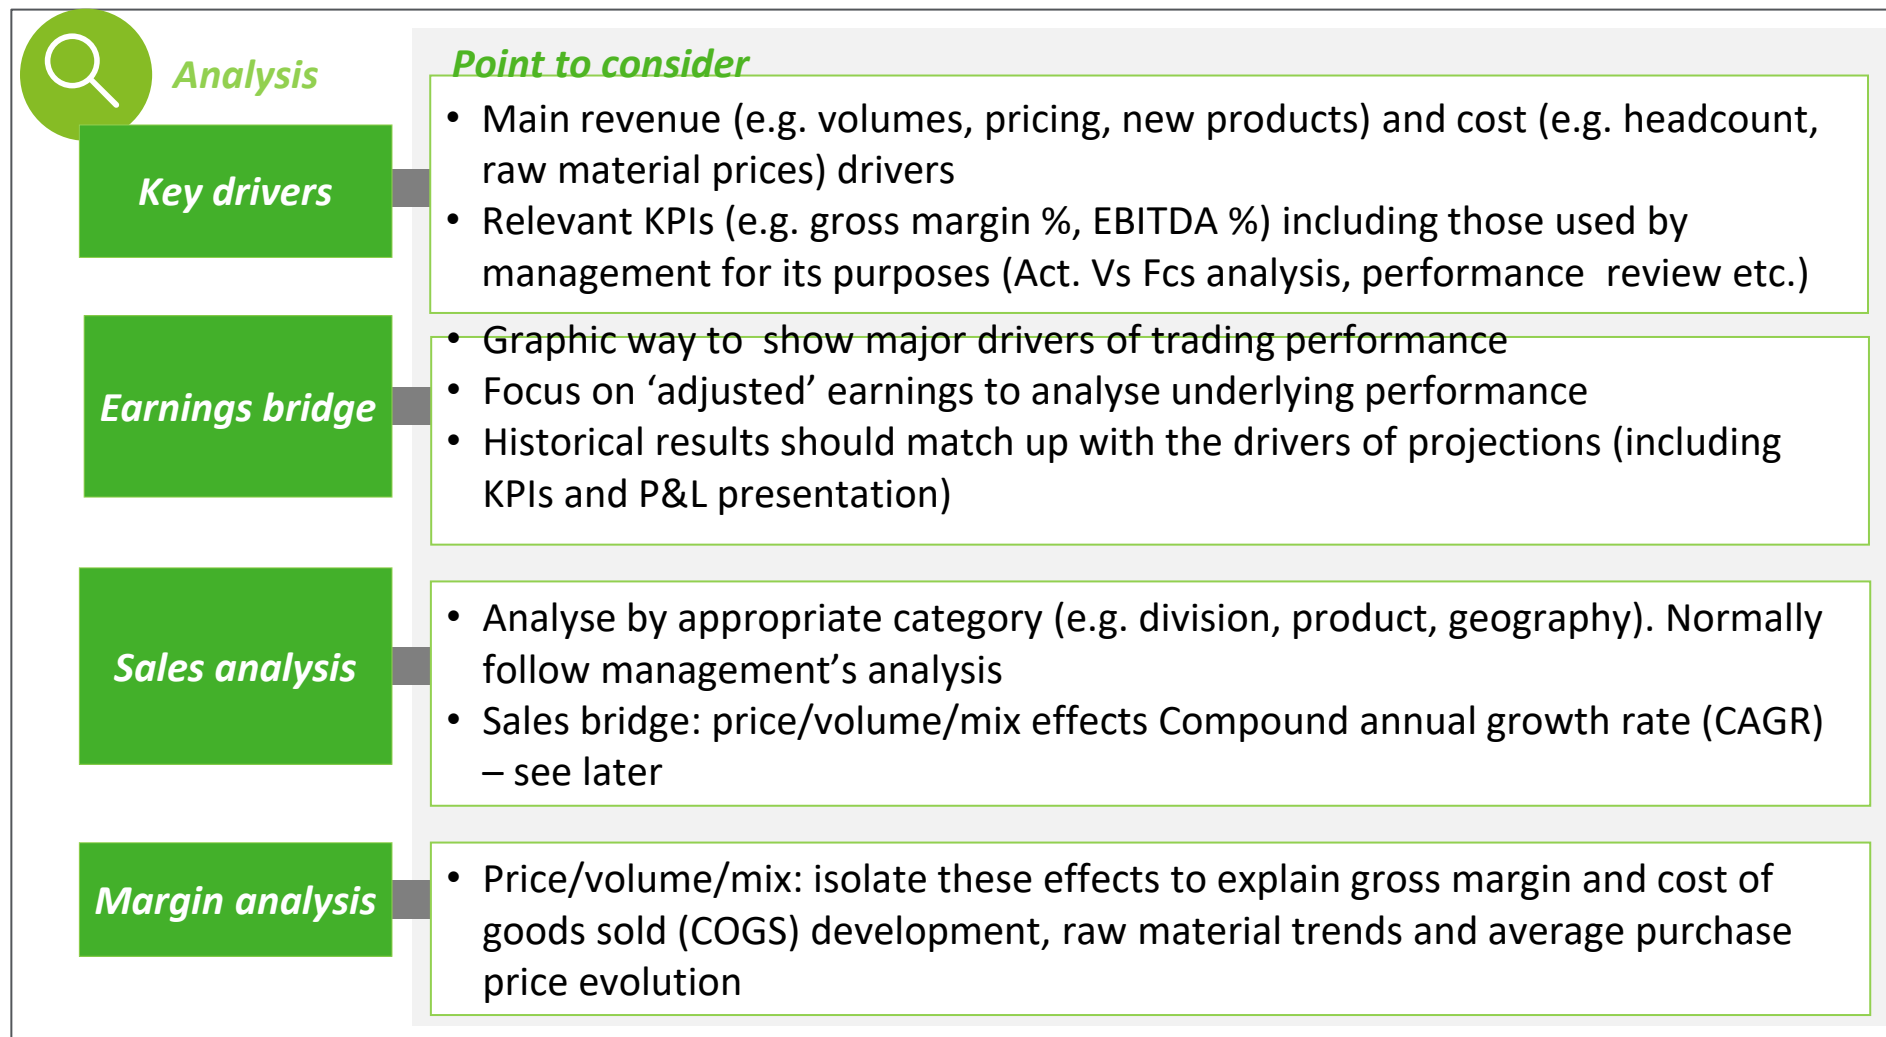 Analysis
Point to consider
Key drivers
• Main revenue (e.g. volumes, pricing, new products) and cost (e.g. headcount,
raw material prices) drivers
• Relevant KPIs (e.g. gross margin %, EBITDA %) including those used by
management for its purposes (Act. Vs Fcs analysis, performance  review etc.)
Earnings bridge
• Graphic way to  show major drivers of trading performance
• Focus on ‘adjusted’ earnings to analyse underlying performance
• Historical results should match up with the drivers of projections (including
KPIs and P&L presentation)
Sales analysis
• Analyse by appropriate category (e.g. division, product, geography). Normally
follow management’s analysis
• Sales bridge: price/volume/mix effects Compound annual growth rate (CAGR)
– see later
Margin analysis
• Price/volume/mix: isolate these effects to explain gross margin and cost of
goods sold (COGS) development, raw material trends and average purchase
price evolution